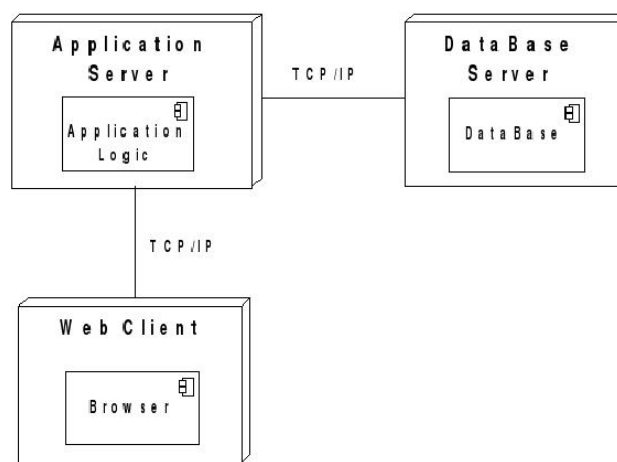 Application
Server
Application
Logic
TCP/IP
DataBase
Server
DataBase
TCP/IP
Web Client
Browser